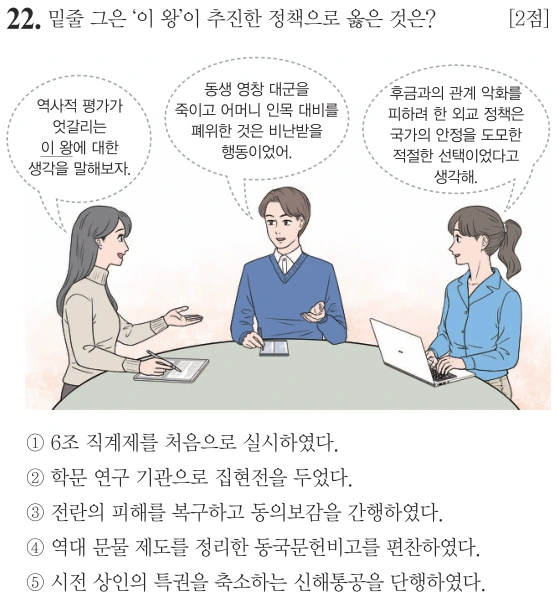 22. 밑줄 그은 ‘이 왕’이 추진한 정책으로 옳은 것은? [2점]
역사적 평가가
엇갈리는
이 왕에 대한
생각을 말해보자.
동생 영창 대군을
죽이고 어머니 인목 대비를
폐위한 것은 비난받을
행동이었어.
후금과의 관계 악화를
피하려 한 외교 정책은
국가의 안정을 도모한
적절한 선택이었다고
생각해.
① 6조 직계제를 처음으로 실시하였다.
② 학문 연구 기관으로 집현전을 두었다.
③ 전란의 피해를 복구하고 동의보감을 간행하였다.
④ 역대 문물 제도를 정리한 동국문헌비고를 편찬하였다.
⑤ 시전 상인의 특권을 축소하는 신해통공을 단행하였다.